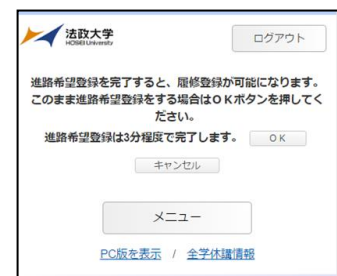 法政大学
HOSEI University
ログアウト
進路希望登録を完了すると、履修登録が可能になります。
このまま進路希望登録をする場合はＯＫボタンを押してく
ださい。
進路希望登録は3分程度で完了します。 ＯＫ
キャンセル
メニュー
PC版を表示 / 全学休講情報